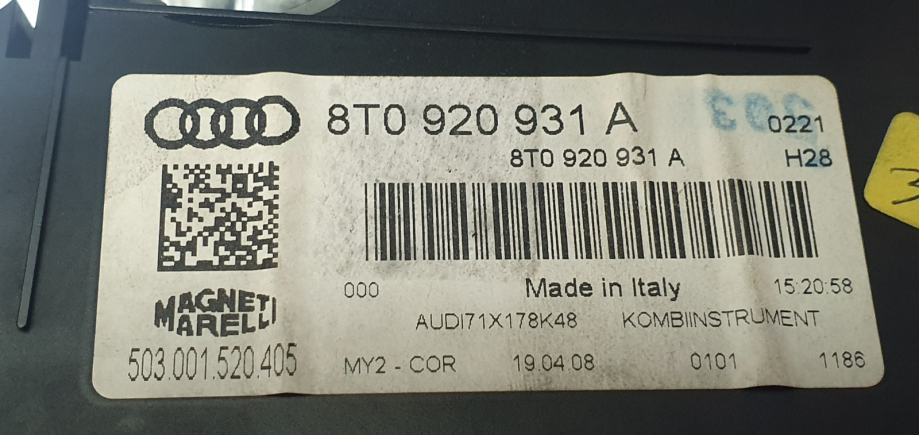 8T0 920 931 A
0221
8T0 920 931 A
H28
000
Made in Italy
15:20:58
MAGNETI
MARELLI
AUDI71X178K48
KOMBIINSTRUMENT
503.001.520.405
MY2 - COR
19.04.08
0101
1186